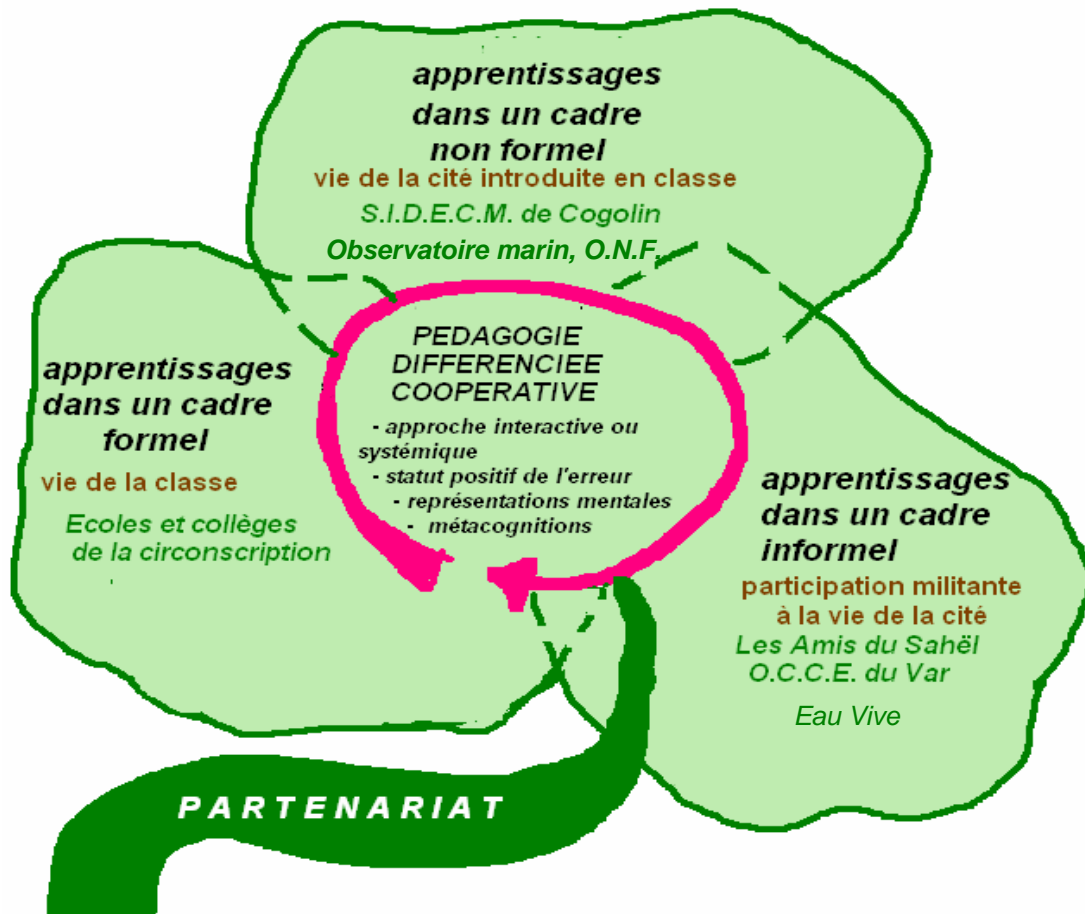 apprentissages
dans un cadre
non formel
vie de la cité introduite en classe
S.I.D.E.C.M. de Cogolin
Observatoire marin, O.N.F.
PEDAGOGIE
DIFFERENCIEE
COOPERATIVE
- approche interactive ou
systémique
- statut positif de l'erreur
- représentations mentales
- métacognitions
apprentissages
dans un cadre
formel
vie de la classe
Ecoles et collèges
de la circonscription
apprentissages
dans un cadre
informel
participation militante
à la vie de la cité
Les Amis du Sahël
O.C.C.E. du Var
Eau Vive
PARTENARIAT